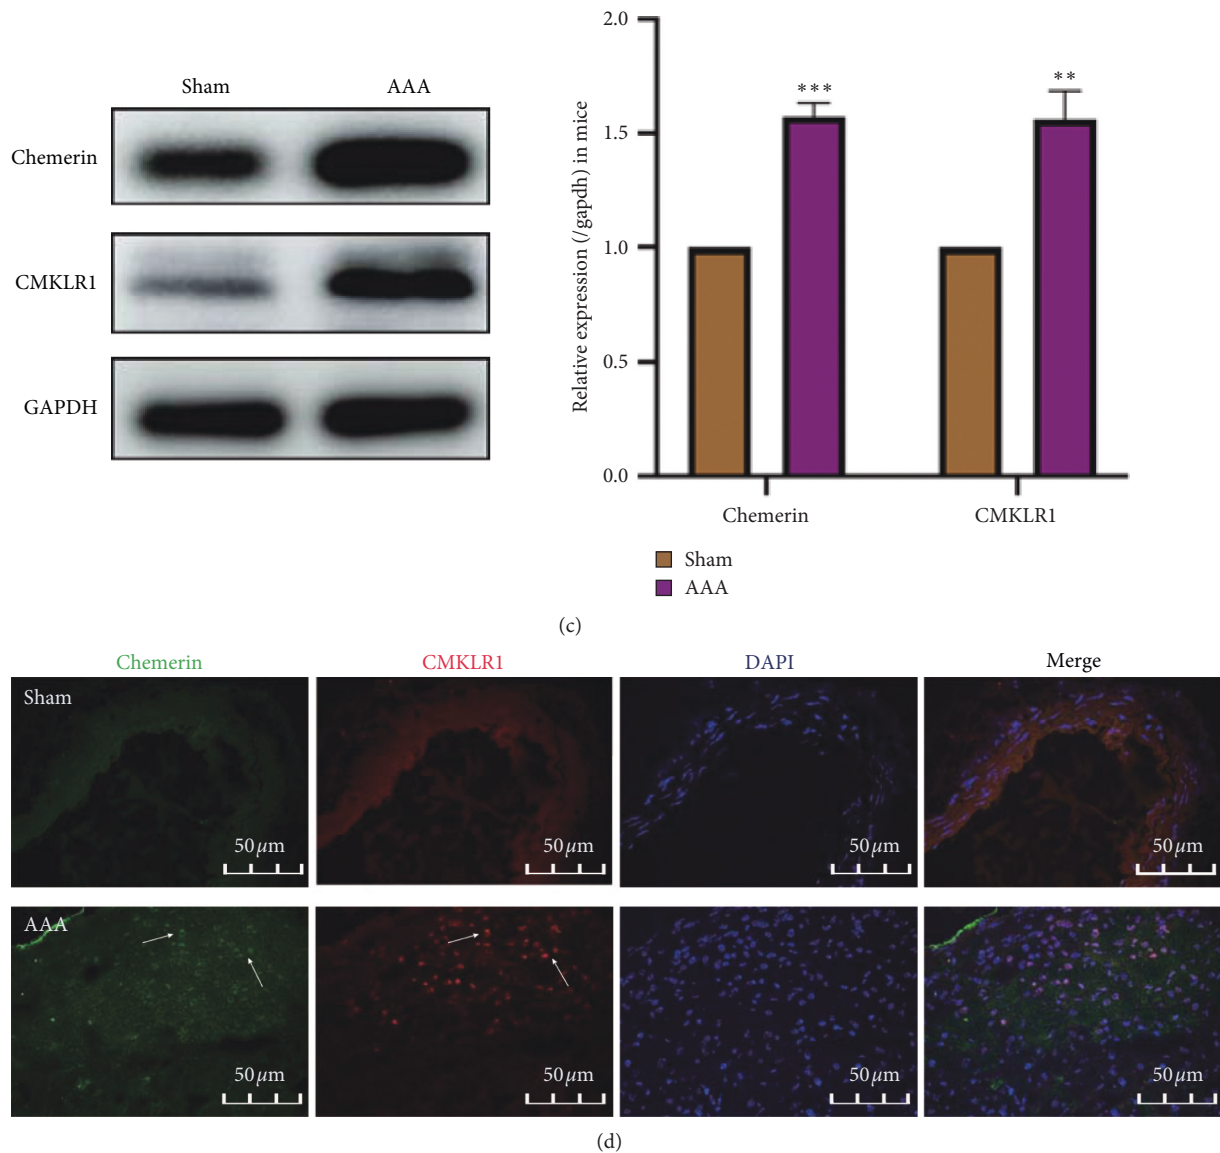 Sham AAA
Chemerin
CMKLR1
GAPDH
Relative expression (/gapdh) in mice
2.0
1.5
1.0
0.5
0.0
***
**
Chemerin CMKLR1
Sham
AAA
(c)
Chemerin CMKLR1 DAPI Merge
Sham
50 μm 50 μm 50 μm 50 μm
AAA
50 μm 50 μm 50 μm 50 μm
(d)